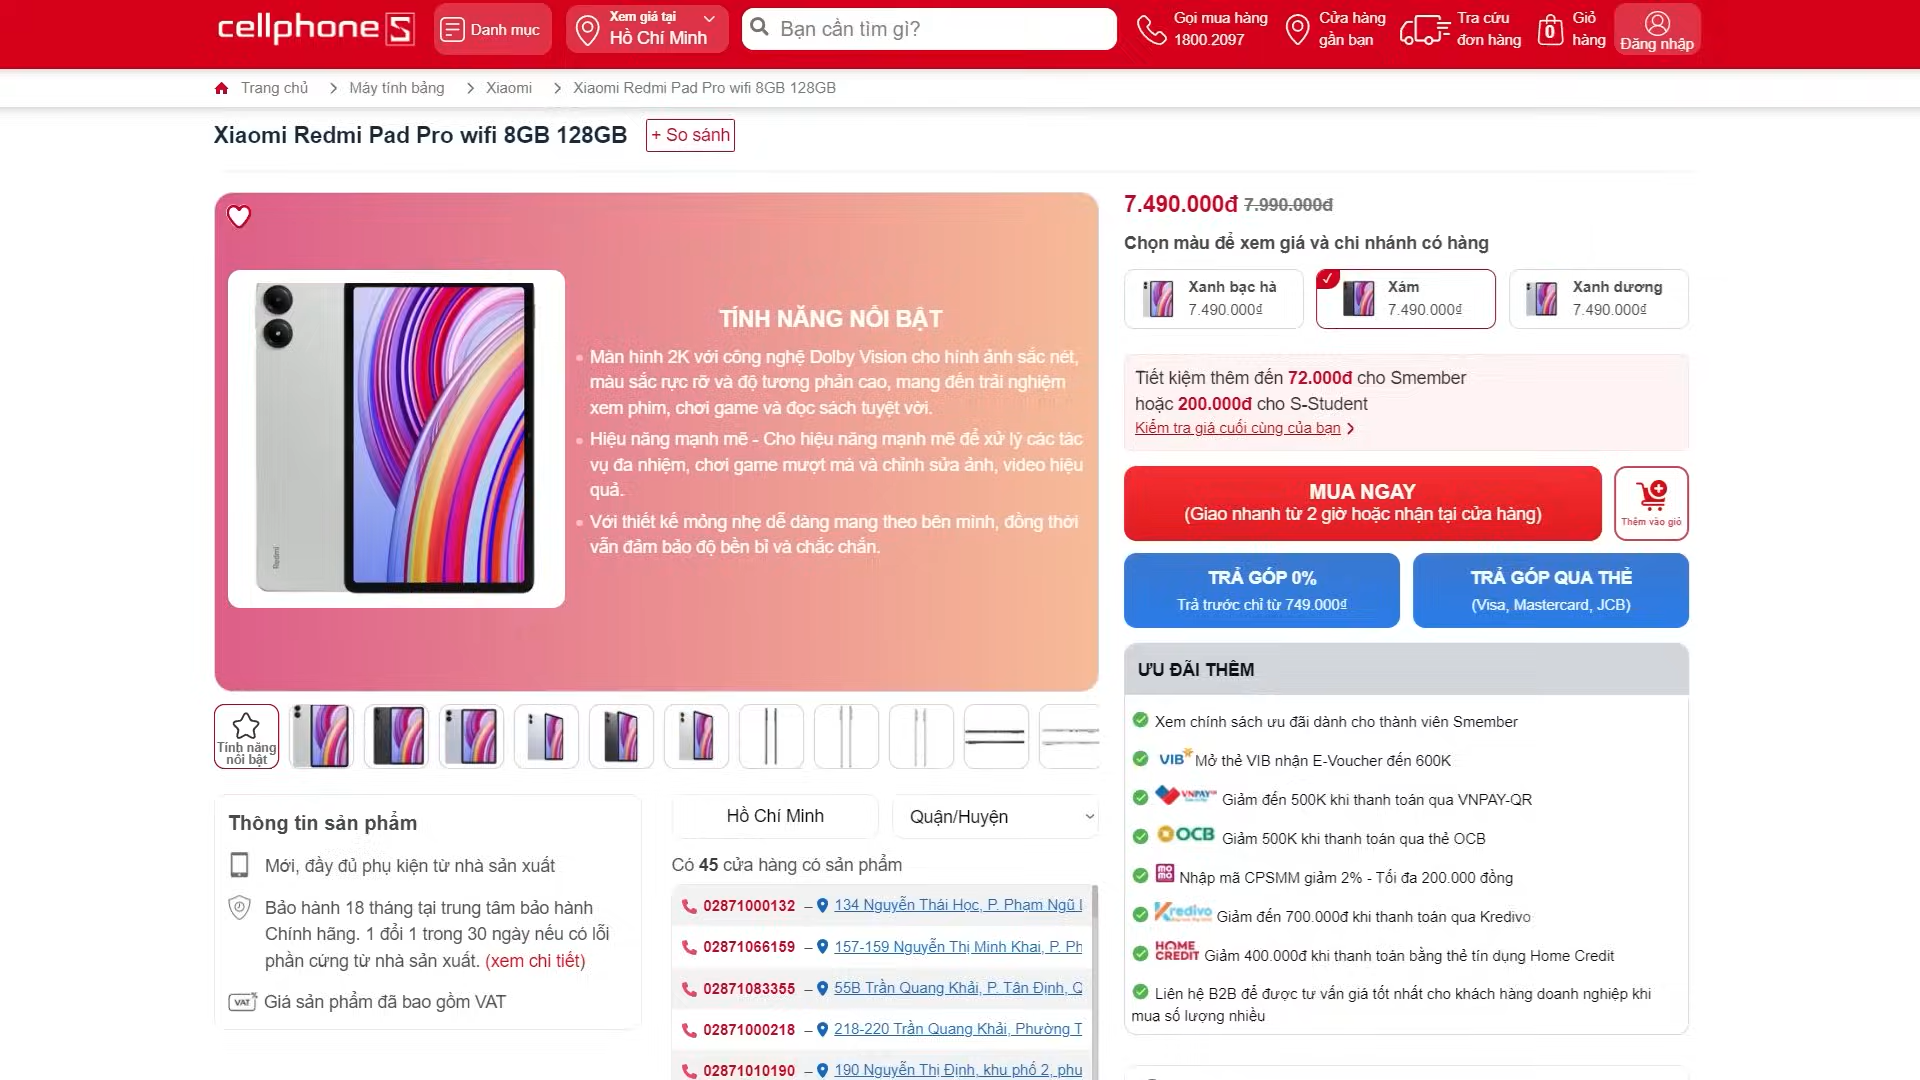 cellphoneS
Danh mục
Xem giá tại
Hồ Chí Minh
Bạn cần tìm gì?
Gọi mua hàng
1800.2097
Cửa hàng
gần bạn
Tra cứu
đơn hàng
0
Giỏ
hàng
Đăng nhập
Trang chủ
Máy tính bảng
Xiaomi
Xiaomi Redmi Pad Pro wifi 8GB 128GB
Xiaomi Redmi Pad Pro wifi 8GB 128GB
+ So sánh
Redmi
TÍNH NĂNG NỔI BẬT
Màn hình 2K với công nghệ Dolby Vision cho hình ảnh sắc nét,
màu sắc rực rỡ và độ tương phản cao, mang đến trải nghiệm
xem phim, chơi game và đọc sách tuyệt vời.
Hiệu năng mạnh mẽ - Cho hiệu năng mạnh mẽ để xử lý các tác
vụ đa nhiệm, chơi game mượt mà và chỉnh sửa ảnh, video hiệu
quả.
Với thiết kế mỏng nhẹ dễ dàng mang theo bên mình, đồng thời
vẫn đảm bảo độ bền bỉ và chắc chắn.
Tính năng
nổi bật
Thông tin sản phẩm
Mới, đầy đủ phụ kiện từ nhà sản xuất
Bảo hành 18 tháng tại trung tâm bảo hành
Chính hãng. 1 đổi 1 trong 30 ngày nếu có lỗi
phần cứng từ nhà sản xuất. (xem chi tiết)
VAT
Giá sản phẩm đã bao gồm VAT
Hồ Chí Minh
Quận/Huyện
Có 45 cửa hàng có sản phẩm
02871000132 – 134 Nguyễn Thái Học, P. Phạm Ngũ L
02871066159 – 157-159 Nguyễn Thị Minh Khai, P. Ph
02871083355 – 55B Trần Quang Khải, P. Tân Định, Q
02871000218 – 218-220 Trần Quang Khải, Phường T
02871010190 – 190 Nguyễn Thị Định, khu phố 2, phu
7.490.000đ 7.990.000đ
Chọn màu để xem giá và chi nhánh có hàng
Xanh bạc hà
7.490.000₫
Xám
7.490.000₫
Xanh dương
7.490.000₫
Tiết kiệm thêm đến 72.000đ cho Smember
hoặc 200.000đ cho S-Student
Kiểm tra giá cuối cùng của bạn
MUA NGAY
(Giao nhanh từ 2 giờ hoặc nhận tại cửa hàng)
Thêm vào giỏ
TRẢ GÓP 0%
Trả trước chỉ từ 749.000₫
TRẢ GÓP QUA THẺ
(Visa, Mastercard, JCB)
ƯU ĐÃI THÊM
Xem chính sách ưu đãi dành cho thành viên Smember
VIB Mở thẻ VIB nhận E-Voucher đến 600K
VNPAY Giảm đến 500K khi thanh toán qua VNPAY-QR
OCB Giảm 500K khi thanh toán qua thẻ OCB
momo Nhập mã CPSMM giảm 2% - Tối đa 200.000 đồng
Kredivo Giảm đến 700.000đ khi thanh toán qua Kredivo
HOME CREDIT Giảm 400.000đ khi thanh toán bằng thẻ tín dụng Home Credit
Liên hệ B2B để được tư vấn giá tốt nhất cho khách hàng doanh nghiệp khi
mua số lượng nhiều